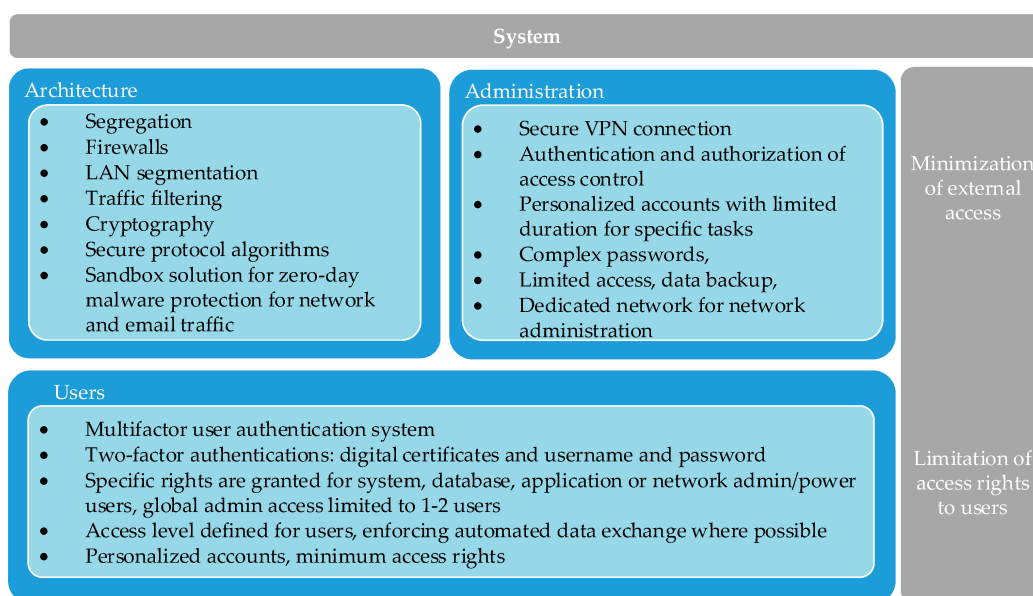 System
Architecture
• Segregation
• Firewalls
• LAN segmentation
• Traffic filtering
• Cryptography
• Secure protocol algorithms
• Sandbox solution for zero-day
malware protection for network
and email traffic
Administration
• Secure VPN connection
• Authentication and authorization of
access control
• Personalized accounts with limited
duration for specific tasks
• Complex passwords,
• Limited access, data backup,
• Dedicated network for network
administration
Minimization
of external
access
Users
• Multifactor user authentication system
• Two-factor authentications: digital certificates and username and password
• Specific rights are granted for system, database, application or network admin/power
users, global admin access limited to 1-2 users
• Access level defined for users, enforcing automated data exchange where possible
• Personalized accounts, minimum access rights
Limitation of
access rights
to users